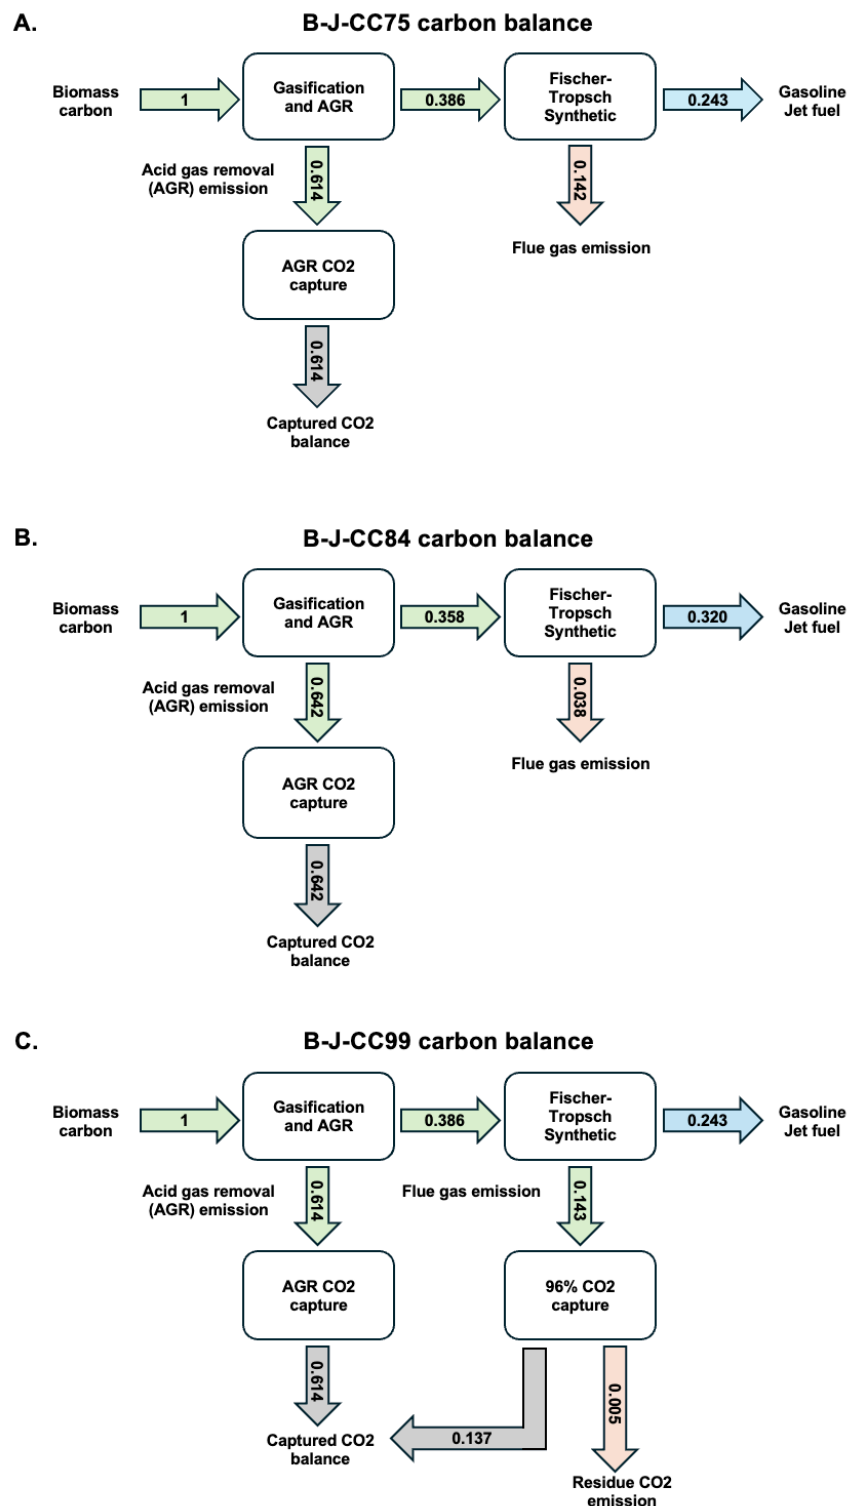 A.
B-J-CC75 carbon balance
Biomass
carbon
1
Gasification
and AGR
0.386
Fischer-
Tropsch
Synthetic
0.243
Gasoline
Jet fuel
Acid gas removal
(AGR) emission
0.614
0.142
Flue gas emission
AGR CO2
capture
0.614
Captured CO2
balance
B.
B-J-CC84 carbon balance
Biomass
carbon
1
Gasification
and AGR
0.358
Fischer-
Tropsch
Synthetic
0.320
Gasoline
Jet fuel
Acid gas removal
(AGR) emission
0.642
0.038
Flue gas emission
AGR CO2
capture
0.642
Captured CO2
balance
C.
B-J-CC99 carbon balance
Biomass
carbon
1
Gasification
and AGR
0.386
Fischer-
Tropsch
Synthetic
0.243
Gasoline
Jet fuel
Acid gas removal
(AGR) emission
0.614
Flue gas emission
0.143
AGR CO2
capture
96% CO2
capture
0.614
0.137
0.005
Captured CO2
balance
Residue CO2
emission